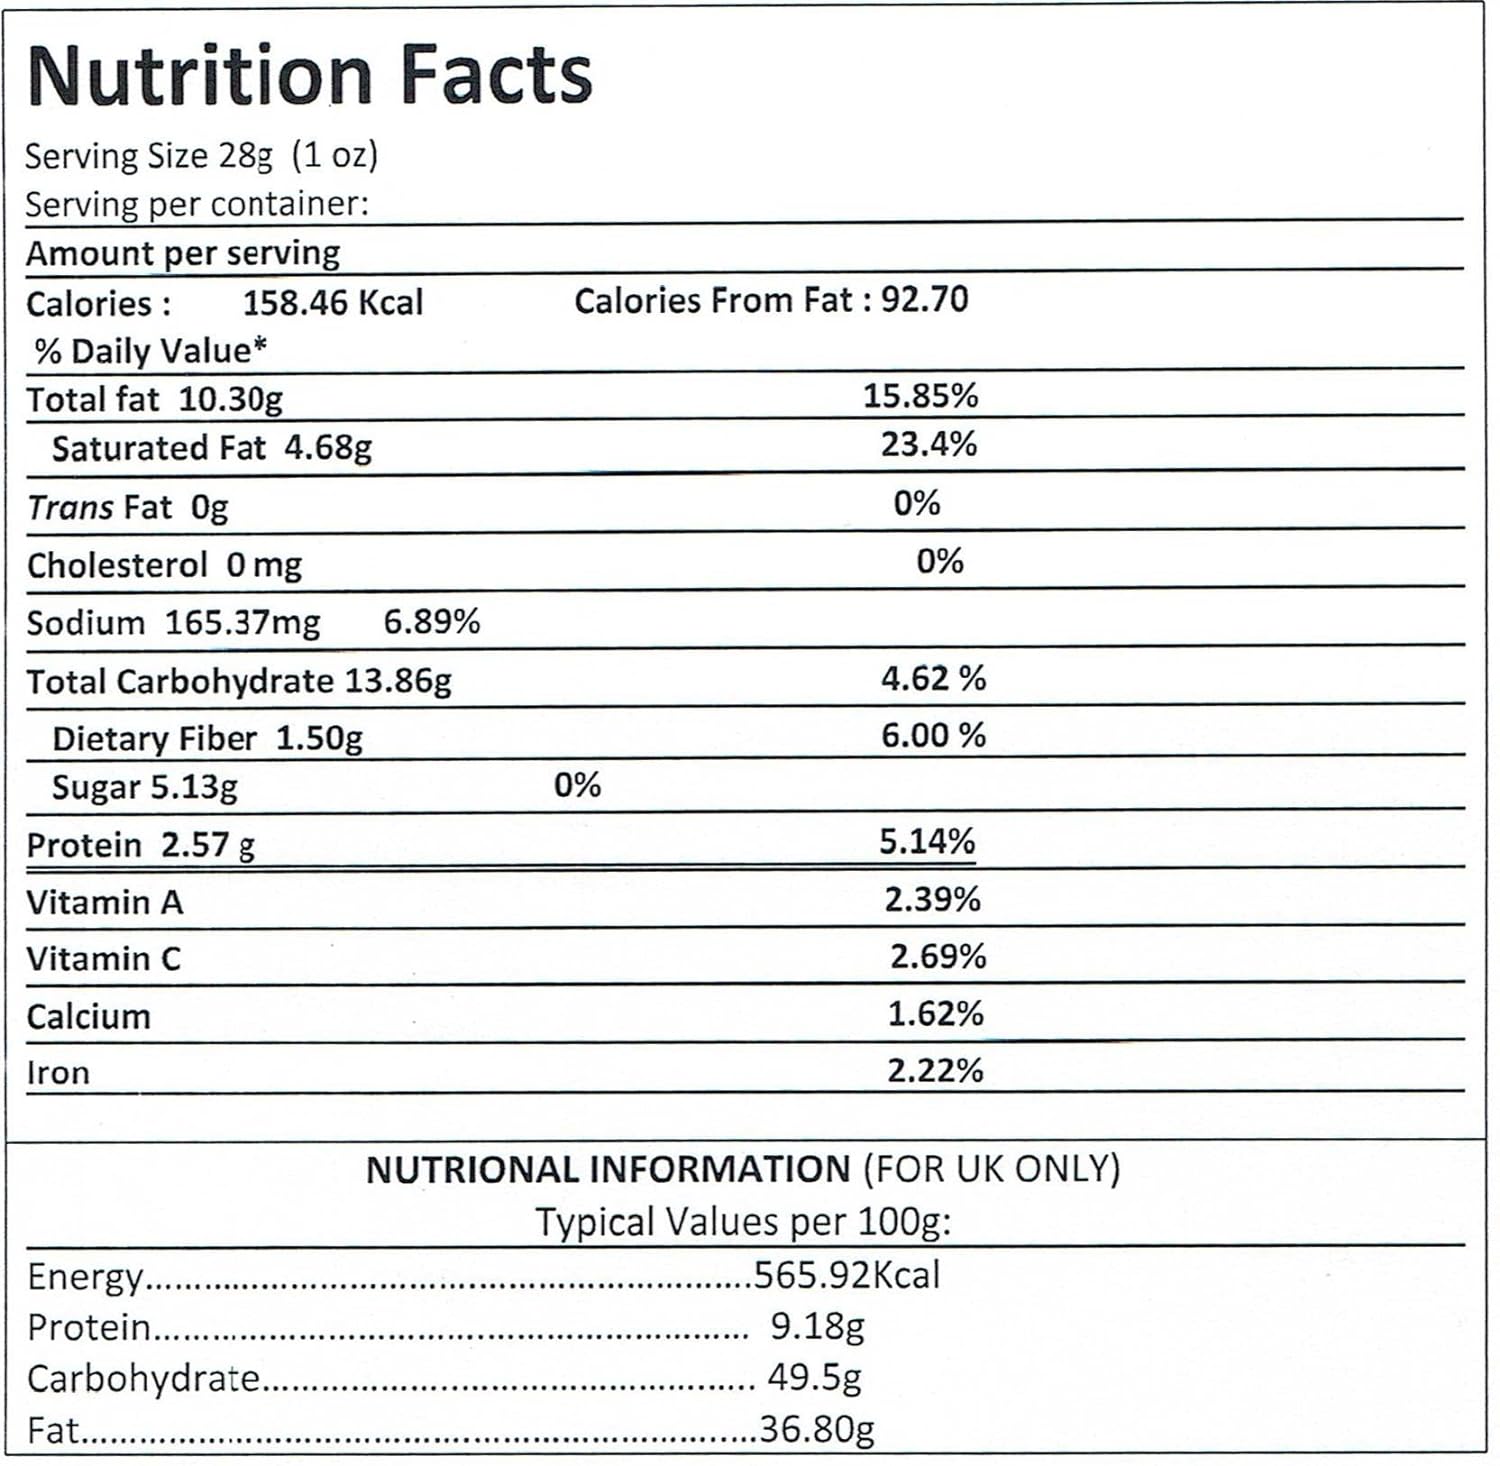 Nutrition Facts
Serving Size 28g (1 oz)
Serving per container:
Amount per serving
Calories : 158.46 Kcal Calories From Fat : 92.70
% Daily Value*
Total fat 10.30g 15.85%
Saturated Fat 4.68g 23.4%
Trans Fat 0g 0%
Cholesterol 0 mg 0%
Sodium 165.37mg 6.89%
Total Carbohydrate 13.86g 4.62 %
Dietary Fiber 1.50g 6.00 %
Sugar 5.13g 0%
Protein 2.57 g 5.14%
Vitamin A 2.39%
Vitamin C 2.69%
Calcium 1.62%
Iron 2.22%
NUTRIONAL INFORMATION (FOR UK ONLY)
Typical Values per 100g:
Energy..................................................................565.92Kcal
Protein................................................................. 9.18g
Carbohydrate...................................................... 49.5g
Fat.........................................................................36.80g